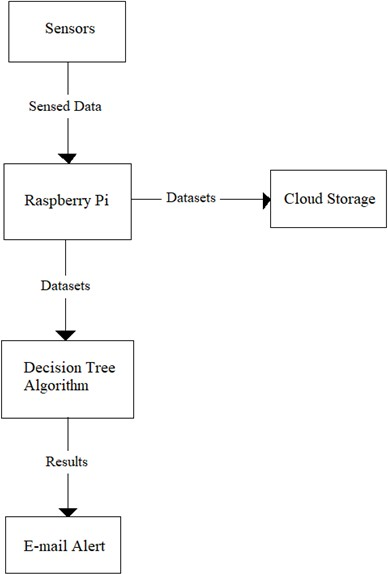 Sensors
Sensed Data
Raspberry Pi
Datasets
Cloud Storage
Datasets
Decision Tree
Algorithm
Results
E-mail Alert